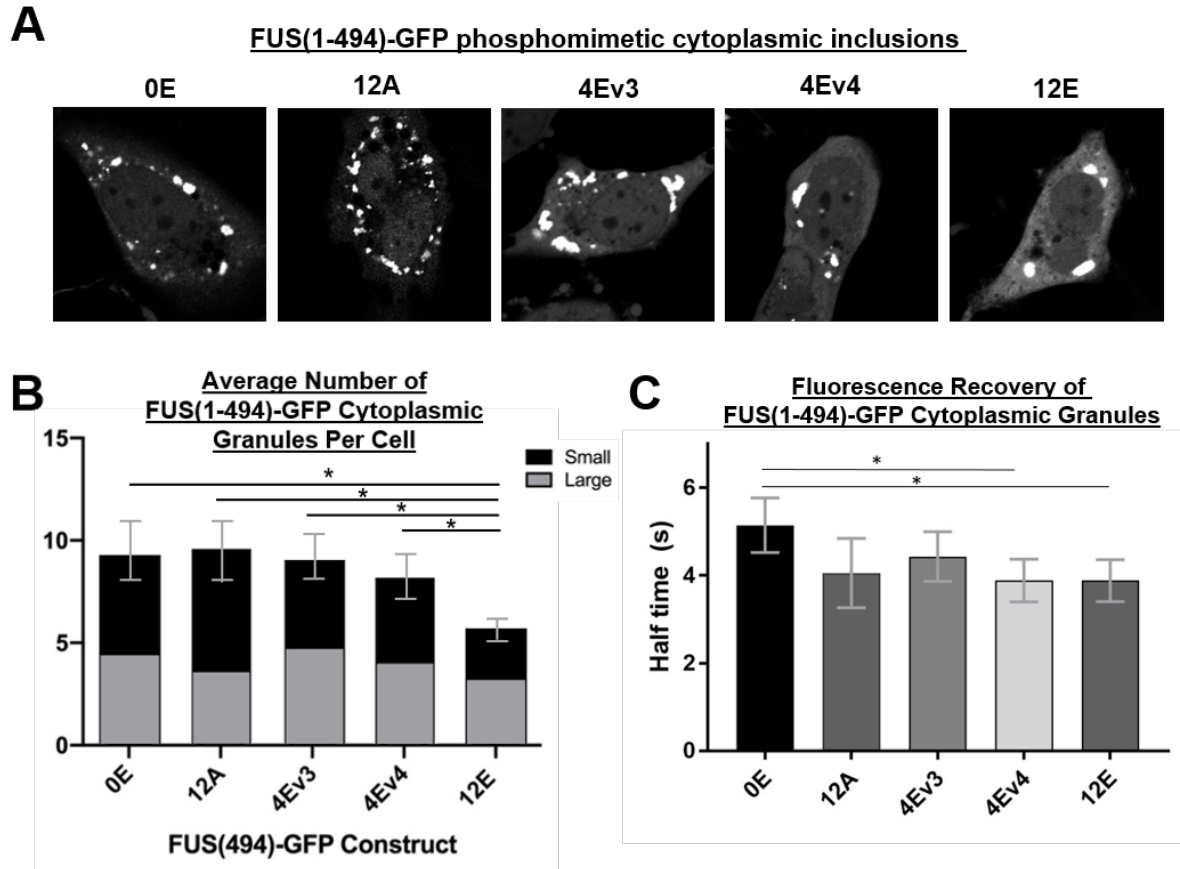 A
FUS(1-494)-GFP phosphomimetic cytoplasmic inclusions
0E
12A
4Ev3
4Ev4
12E
B
Average Number of
FUS(1-494)-GFP Cytoplasmic
Granules Per Cell
15
10
5
0
*
*
*
*
Small
Large
0E
12A
4Ev3
4Ev4
12E
FUS(494)-GFP Construct
C
Fluorescence Recovery of
FUS(1-494)-GFP Cytoplasmic Granules
Half time (s)
6
4
2
0
*
*
0E
12A
4Ev3
4Ev4
12E